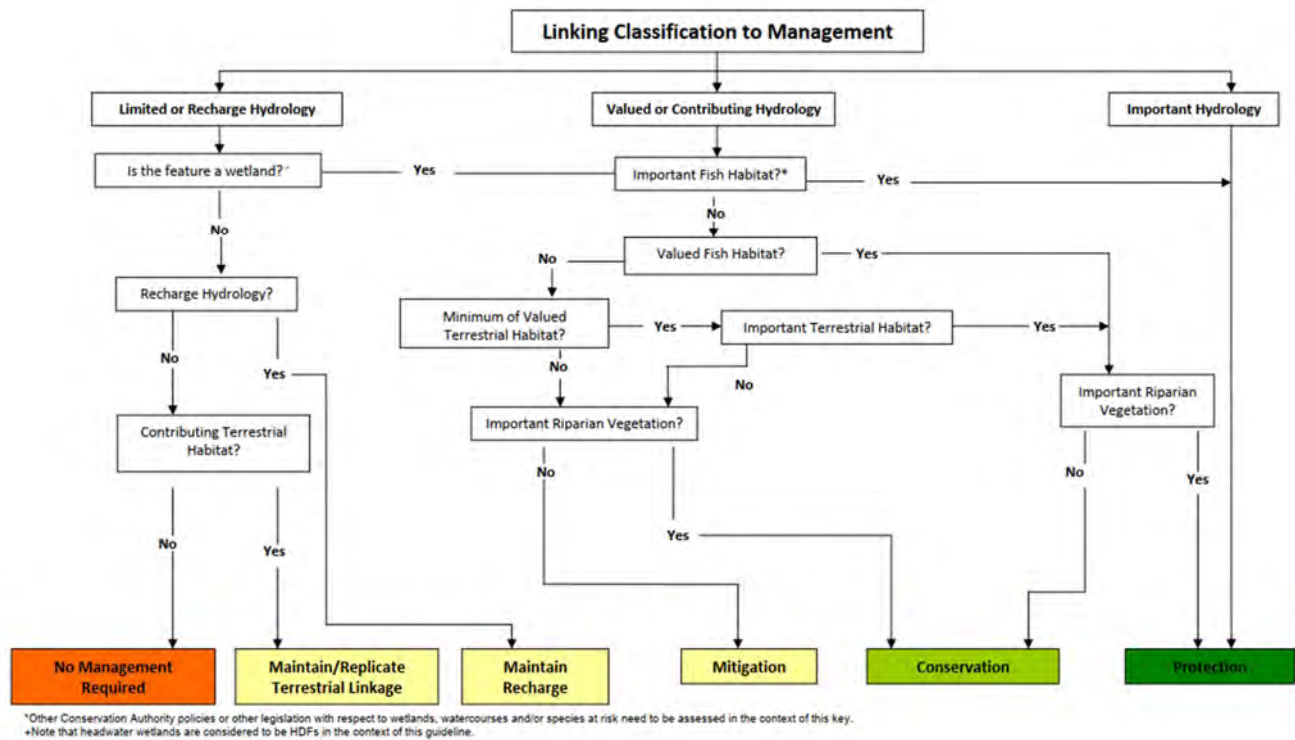 Linking Classification to Management
Limited or Recharge Hydrology
Valued or Contributing Hydrology
Important Hydrology
Is the feature a wetland?⁺
Yes
Important Fish Habitat?*
Yes
No
No
Valued Fish Habitat?
Yes
No
Recharge Hydrology?
Minimum of Valued
Terrestrial Habitat?
Yes
Important Terrestrial Habitat?
Yes
No
Yes
No
No
Important Riparian Vegetation?
Important Riparian
Vegetation?
Contributing Terrestrial
Habitat?
No
No
Yes
No
Yes
Yes
No Management
Required
Maintain/Replicate
Terrestrial Linkage
Maintain
Recharge
Mitigation
Conservation
Protection
*Other Conservation Authority policies or other legislation with respect to wetlands, watercourses and/or species at risk need to be assessed in the context of this key.
+Note that headwater wetlands are considered to be HDFs in the context of this guideline.